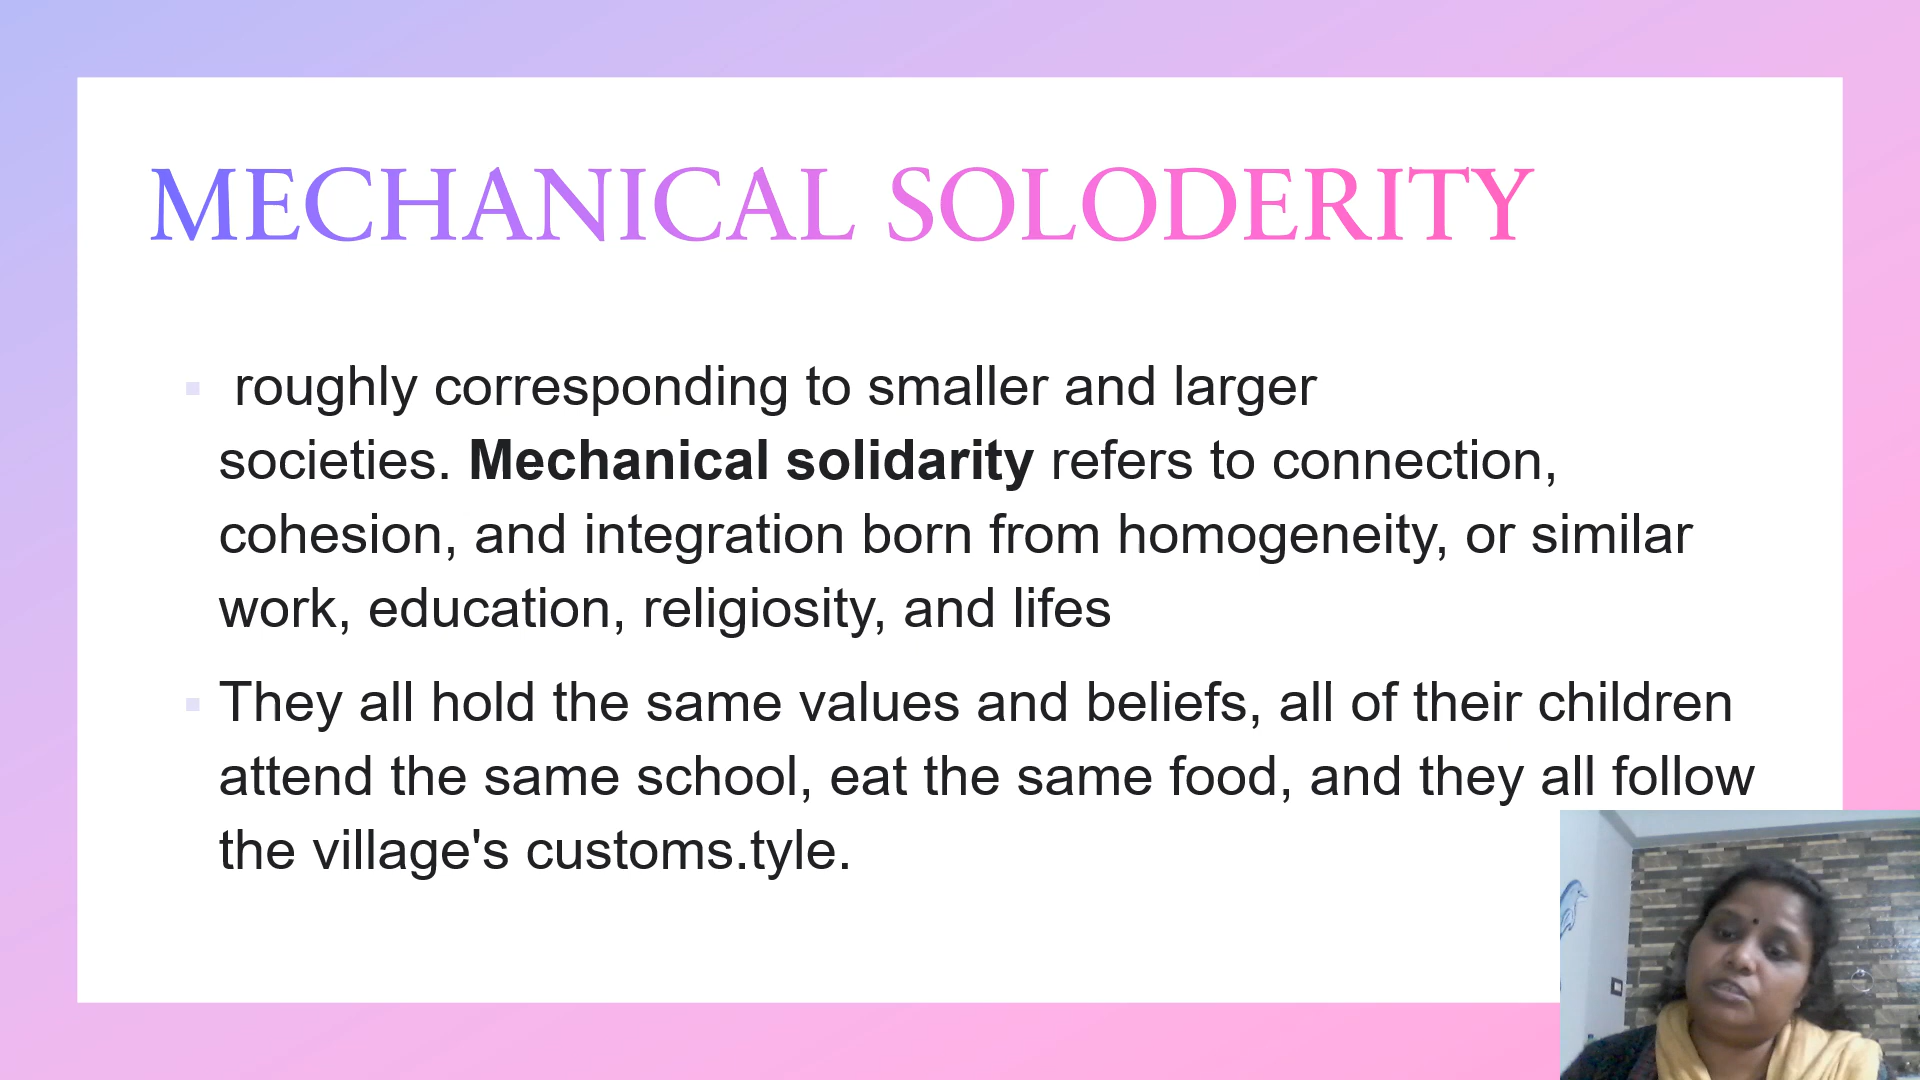 MECHANICAL SOLODERITY
roughly corresponding to smaller and larger
societies. Mechanical solidarity refers to connection,
cohesion, and integration born from homogeneity, or similar
work, education, religiosity, and lifes
They all hold the same values and beliefs, all of their children
attend the same school, eat the same food, and they all follow
the village's customs.tyle.